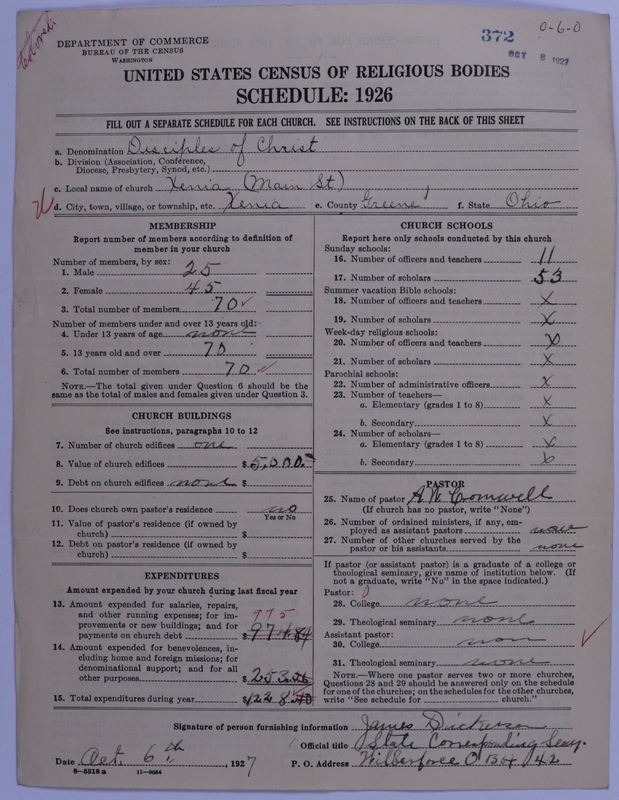 Colored
372
0-6-0
OCT 8 1927
DEPARTMENT OF COMMERCE
BUREAU OF THE CENSUS
WASHINGTON
UNITED STATES CENSUS OF RELIGIOUS BODIES
SCHEDULE: 1926
FILL OUT A SEPARATE SCHEDULE FOR EACH CHURCH. SEE INSTRUCTIONS ON THE BACK OF THIS SHEET
a. Denomination Disciples of Christ
b. Division (Association, Conference,
Diocese, Presbytery, Synod, etc.)
c. Local name of church Xenia (Main St)
d. City, town, village, or township, etc. Xenia e. County Greene f. State Ohio
MEMBERSHIP
Report number of members according to definition of
member in your church
Number of members, by sex:
1. Male 25
2. Female 45
3. Total number of members 70
Number of members under and over 13 years old:
4. Under 13 years of age none
5. 13 years old and over 70
6. Total number of members 70
NOTE.—The total given under Question 6 should be the
same as the total of males and females given under Question 3.
CHURCH BUILDINGS
See instructions, paragraphs 10 to 12
7. Number of church edifices one
8. Value of church edifices $ 5,000.
9. Debt on church edifices none $
10. Does church own pastor's residence no
Yes or No
11. Value of pastor's residence (if owned by
church) $
12. Debt on pastor's residence (if owned by
church) $
EXPENDITURES
Amount expended by your church during last fiscal year
13. Amount expended for salaries, repairs,
and other running expenses; for im- 975
provements or new buildings; and for
payments on church debt $ 974.84
14. Amount expended for benevolences, in-
cluding home and foreign missions; for
denominational support; and for all
other purposes $ 253.
15. Total expenditures during year $
CHURCH SCHOOLS
Report here only schools conducted by this church
Sunday schools:
16. Number of officers and teachers 11
17. Number of scholars 53
Summer vacation Bible schools:
18. Number of officers and teachers x
19. Number of scholars x
Week-day religious schools:
20. Number of officers and teachers x
21. Number of scholars x
Parochial schools:
22. Number of administrative officers x
23. Number of teachers—
a. Elementary (grades 1 to 8) x
b. Secondary x
24. Number of scholars—
a. Elementary (grades 1 to 8) x
b. Secondary x
PASTOR
25. Name of pastor A W Cromwell
(If church has no pastor, write "None")
26. Number of ordained ministers, if any, em-
ployed as assistant pastors none
27. Number of other churches served by the
pastor or his assistants none
If pastor (or assistant pastor) is a graduate of a college or
theological seminary, give name of institution below. (If
not a graduate, write "No" in the space indicated.)
Pastor:
28. College none
29. Theological seminary none
Assistant pastor:
30. College non
31. Theological seminary none
NOTE.—Where one pastor serves two or more churches,
Questions 28 and 29 should be answered only on the schedule
for one of the churches; on the schedules for the other churches,
write "See schedule for church."
Signature of person furnishing information James Dickerson
Official title State Corresponding Secy.
Date Oct. 6th, 1927 P. O. Address Wilberforce O Box 42
8—5518 a 11—9064